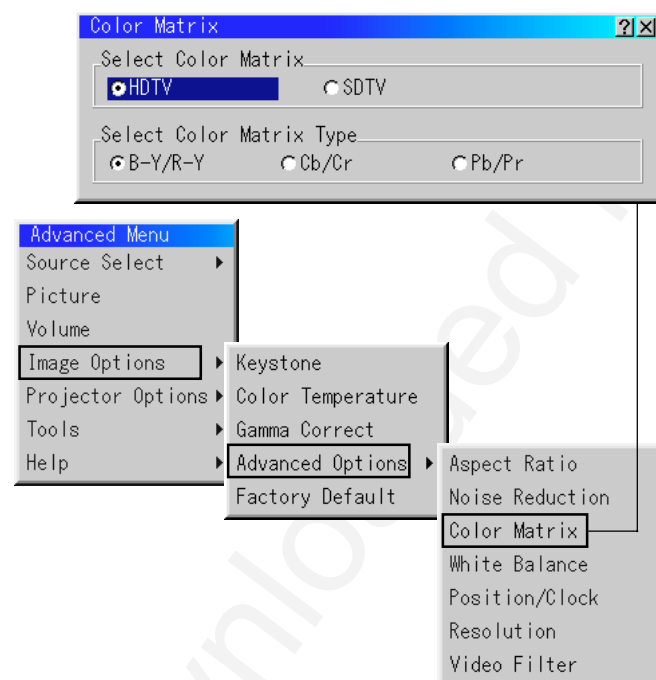 Color Matrix
Select Color Matrix
HDTV SDTV
Select Color Matrix Type
B-Y/R-Y Cb/Cr Pb/Pr
Advanced Menu
Source Select
Picture
Volume
Image Options
Projector Options
Tools
Help
Keystone
Color Temperature
Gamma Correct
Advanced Options
Factory Default
Aspect Ratio
Noise Reduction
Color Matrix
White Balance
Position/Clock
Resolution
Video Filter